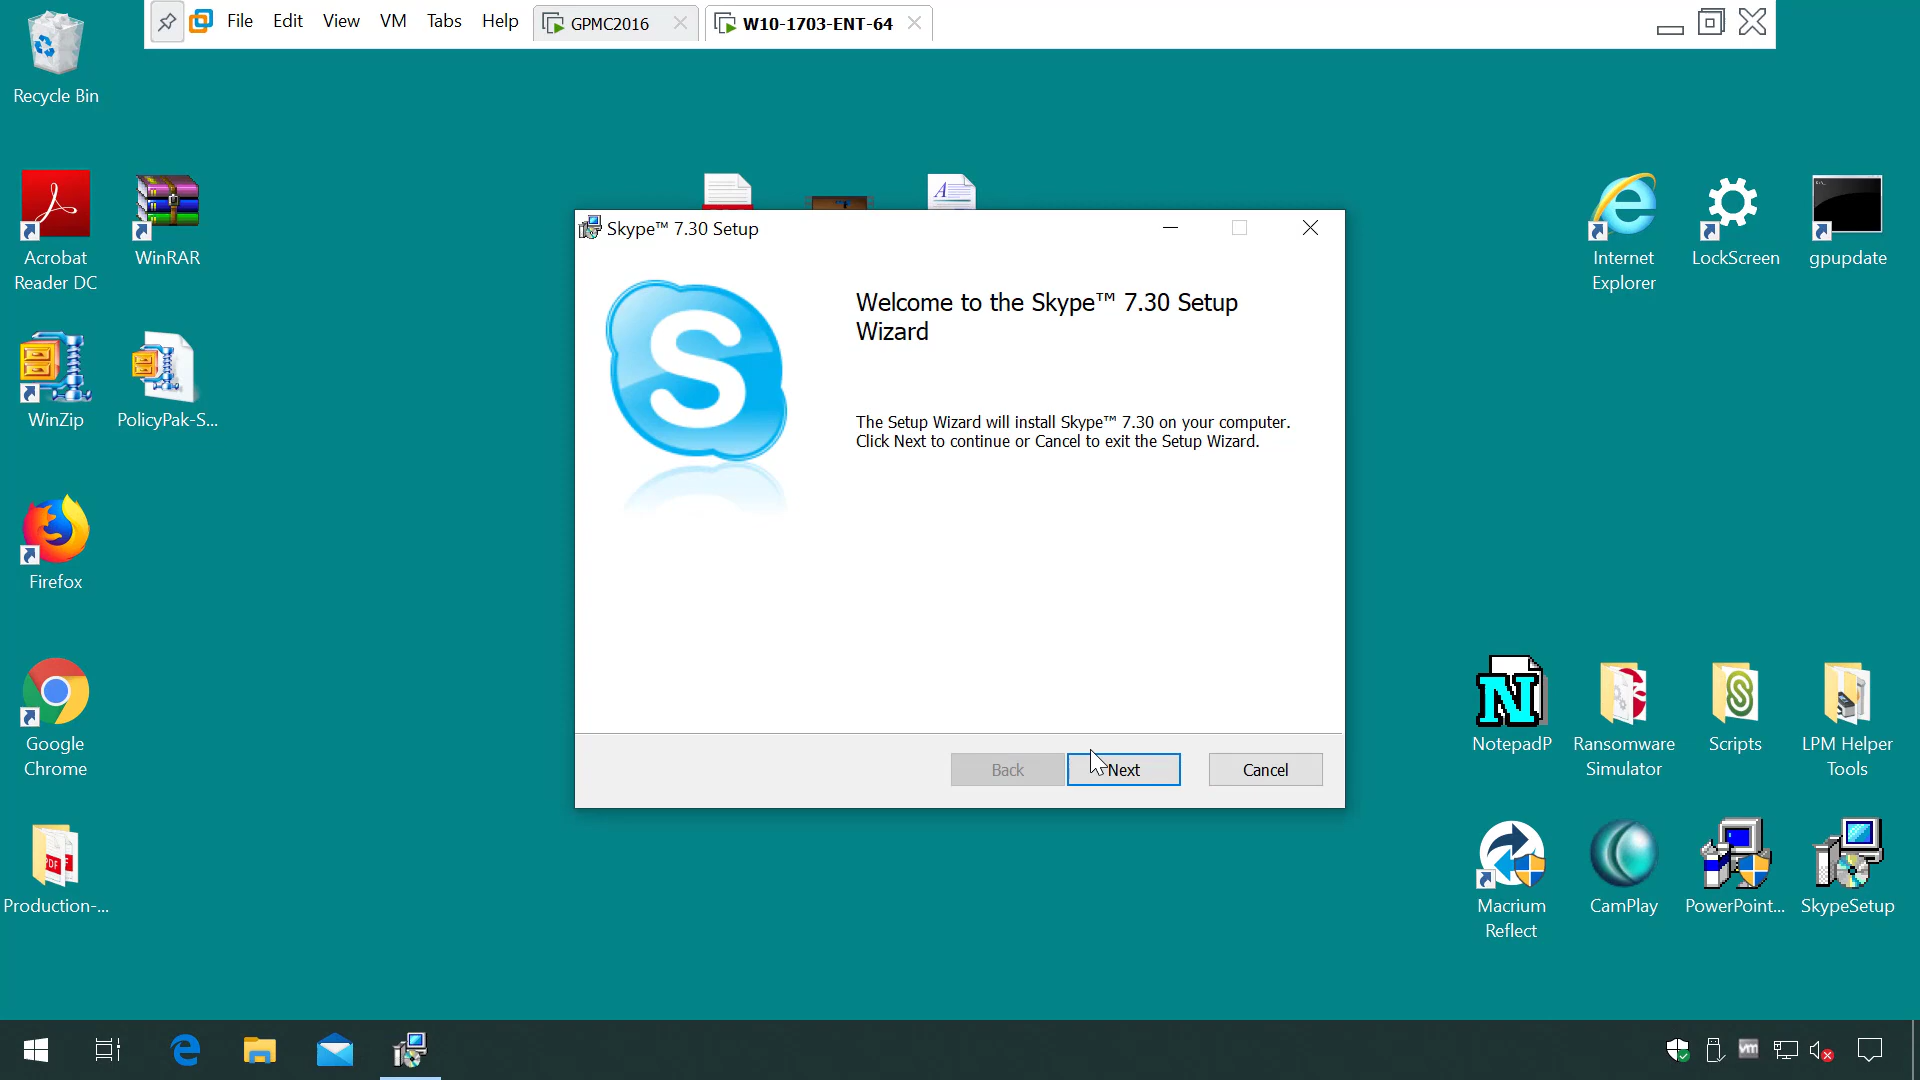 File Edit View VM Tabs Help GPMC2016 W10-1703-ENT-64
Recycle Bin
Acrobat
Reader DC
WinRAR
WinZip
PolicyPak-S...
Firefox
Google
Chrome
Production-...
Skype™ 7.30 Setup
Welcome to the Skype™ 7.30 Setup
Wizard
The Setup Wizard will install Skype™ 7.30 on your computer.
Click Next to continue or Cancel to exit the Setup Wizard.
Back Next Cancel
Internet
Explorer
LockScreen
gpupdate
NotepadP
Ransomware
Simulator
Scripts
LPM Helper
Tools
Macrium
Reflect
CamPlay
PowerPoint...
SkypeSetup